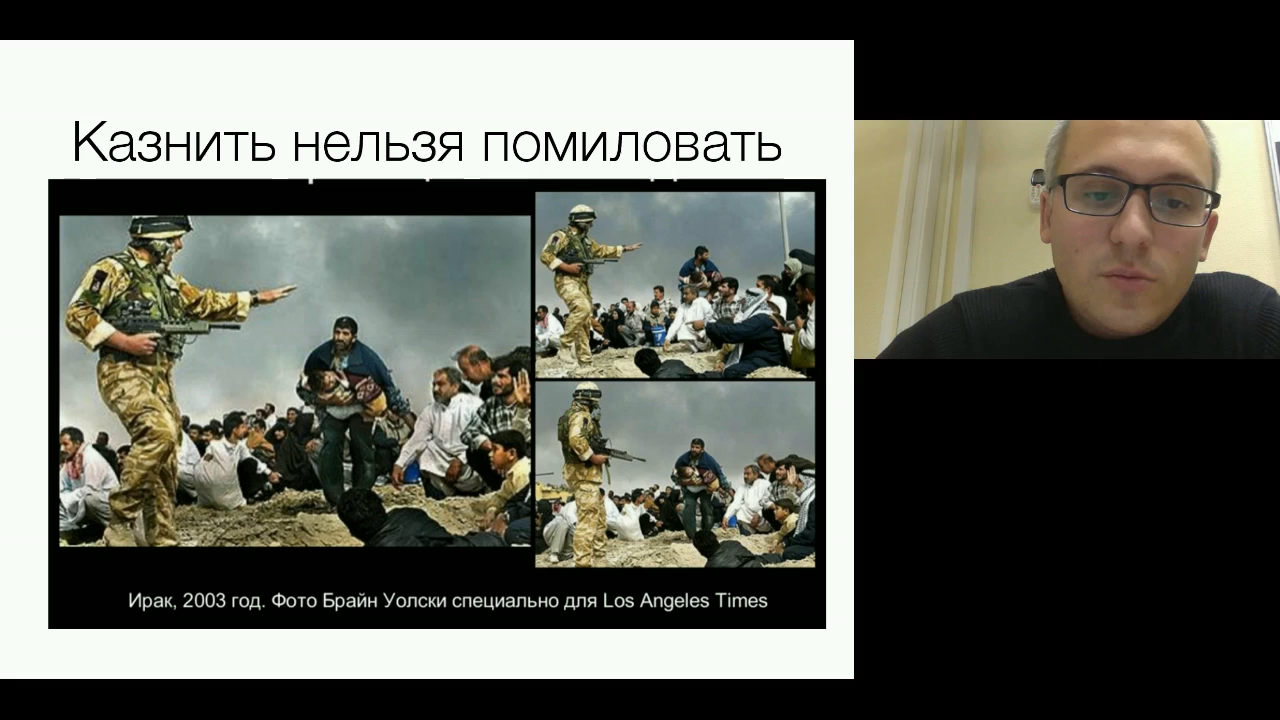 Казнить нельзя помиловать
Ирак, 2003 год. Фото Брайн Уолски специально для Los Angeles Times